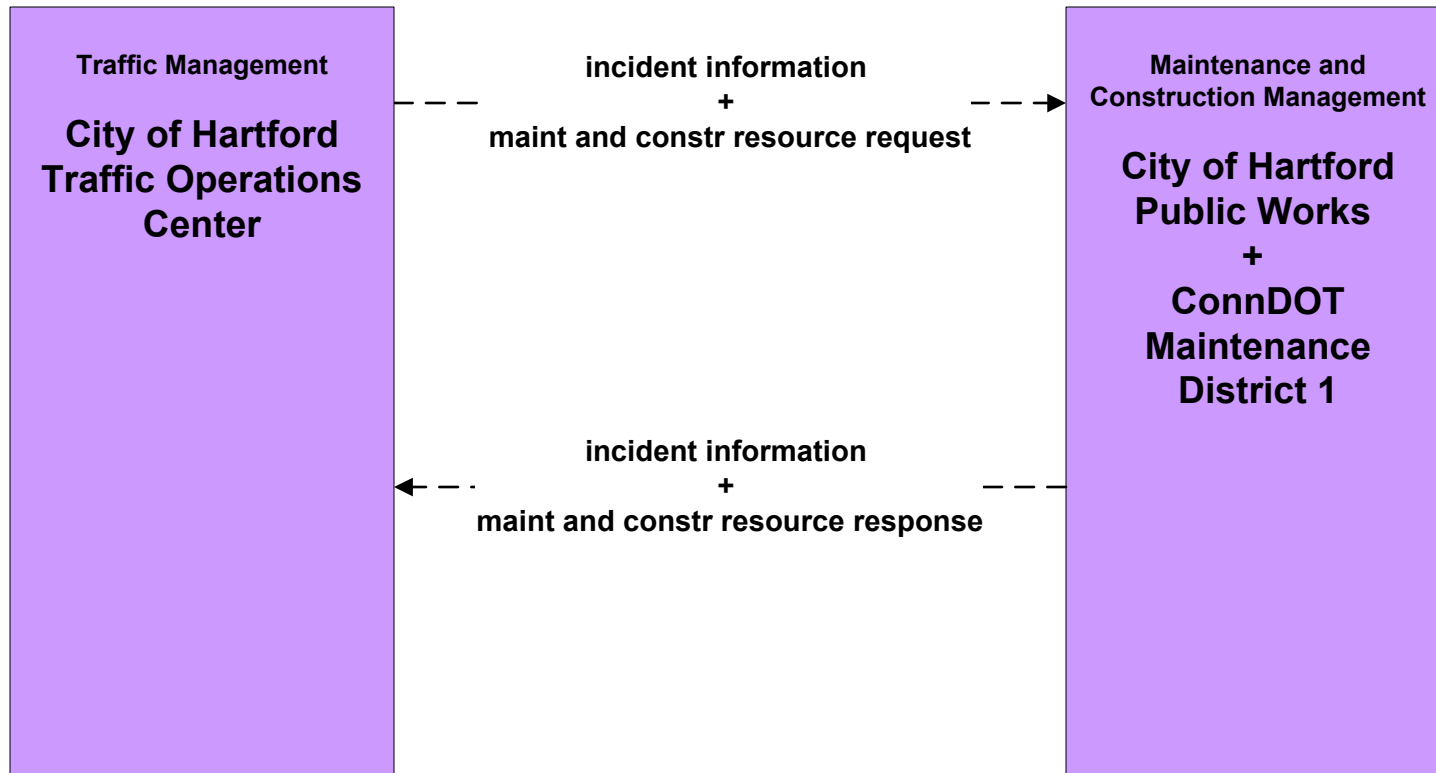 Traffic Management
City of Hartford
Traffic Operations
Center
incident information
+
maint and constr resource request
Maintenance and
Construction Management
City of Hartford
Public Works
+
ConnDOT
Maintenance
District 1
incident information
+
maint and constr resource response